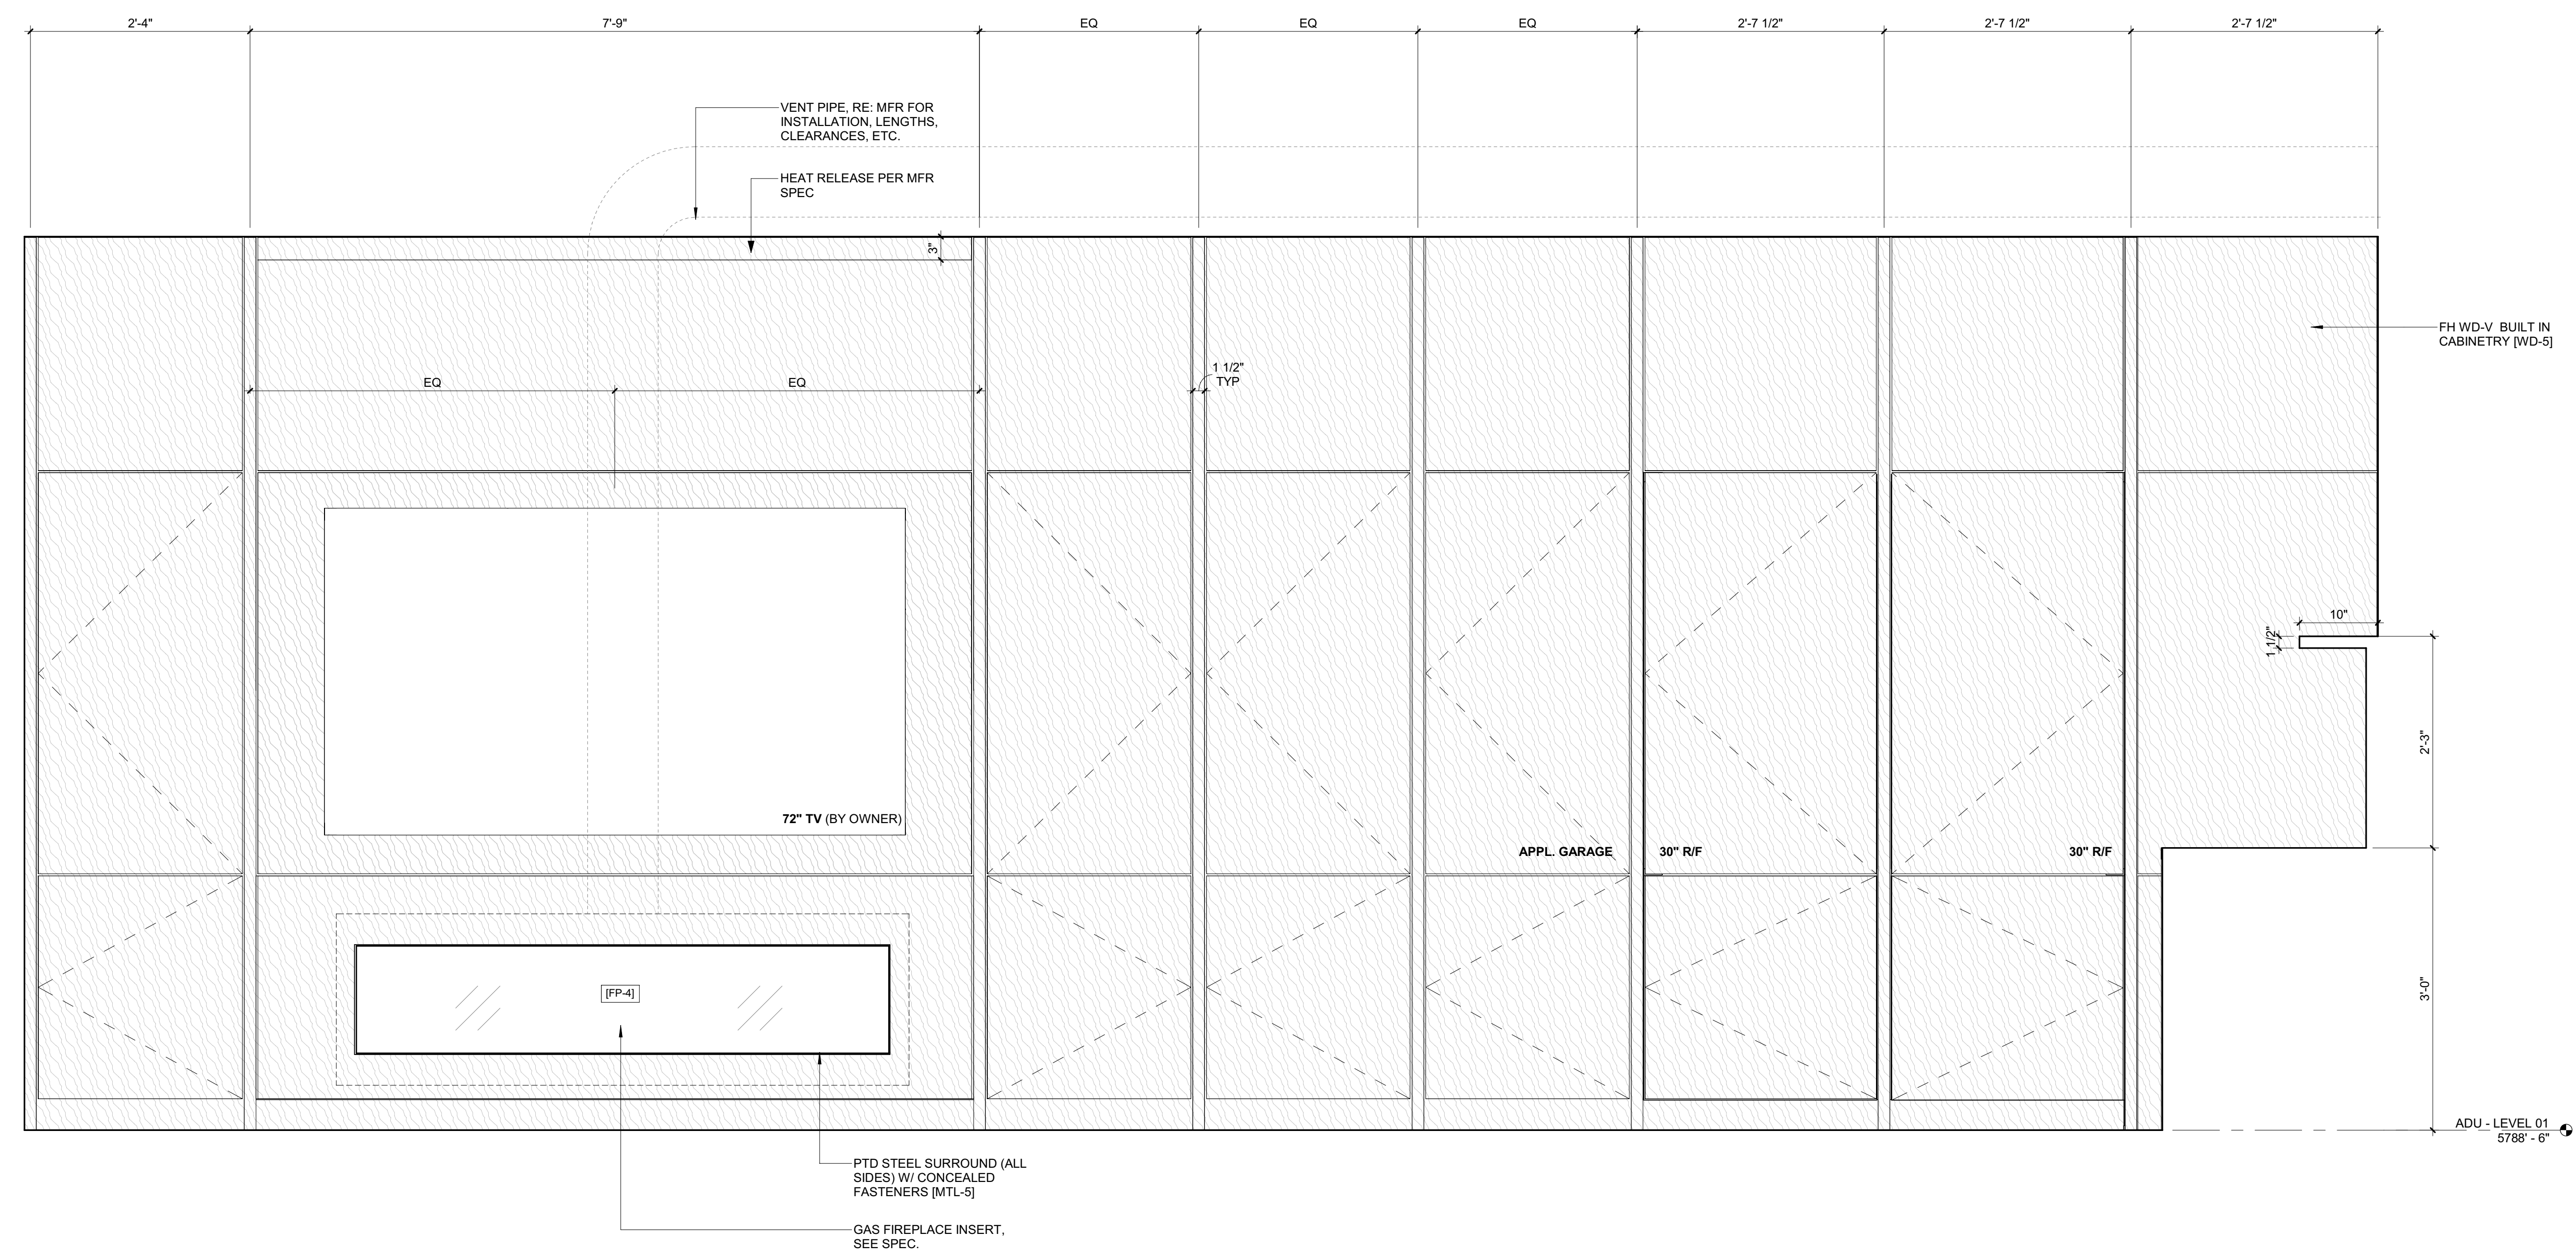 2'-4"
7'-9"
EQ
EQ
EQ
2'-7 1/2"
2'-7 1/2"
2'-7 1/2"
VENT PIPE, RE: MFR FOR
INSTALLATION, LENGTHS,
CLEARANCES, ETC.
HEAT RELEASE PER MFR
SPEC
3"
FH WD-V BUILT IN
CABINETRY [WD-5]
EQ
EQ
1 1/2"
TYP
10"
1 1/2"
2'-3"
72" TV (BY OWNER)
APPL. GARAGE
30" R/F
30" R/F
[FP-4]
3'-0"
ADU - LEVEL 01
5788' - 6"
PTD STEEL SURROUND (ALL
SIDES) W/ CONCEALED
FASTENERS [MTL-5]
GAS FIREPLACE INSERT,
SEE SPEC.